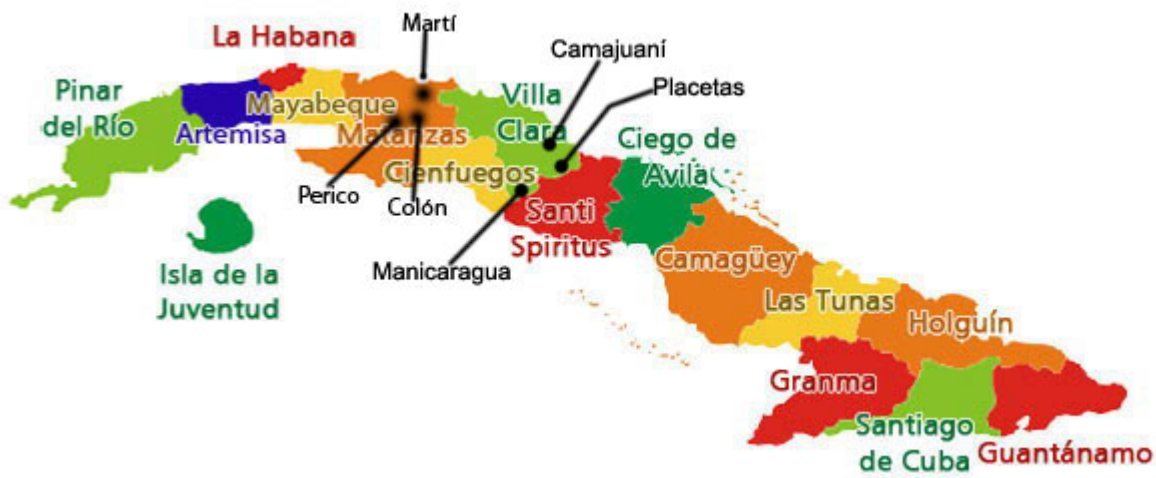 Martí
La Habana
Camajuaní
Placetas
Pinar
del Río
Villa
Clara
Mayabeque
Artemisa
Matanzas
Ciego de
Avila
Cienfuegos
Perico
Colón
Santi
Spiritus
Manicaragua
Isla de la
Juventud
Camagüey
Las Tunas
Holguín
Granma
Santiago
de Cuba
Guantánamo